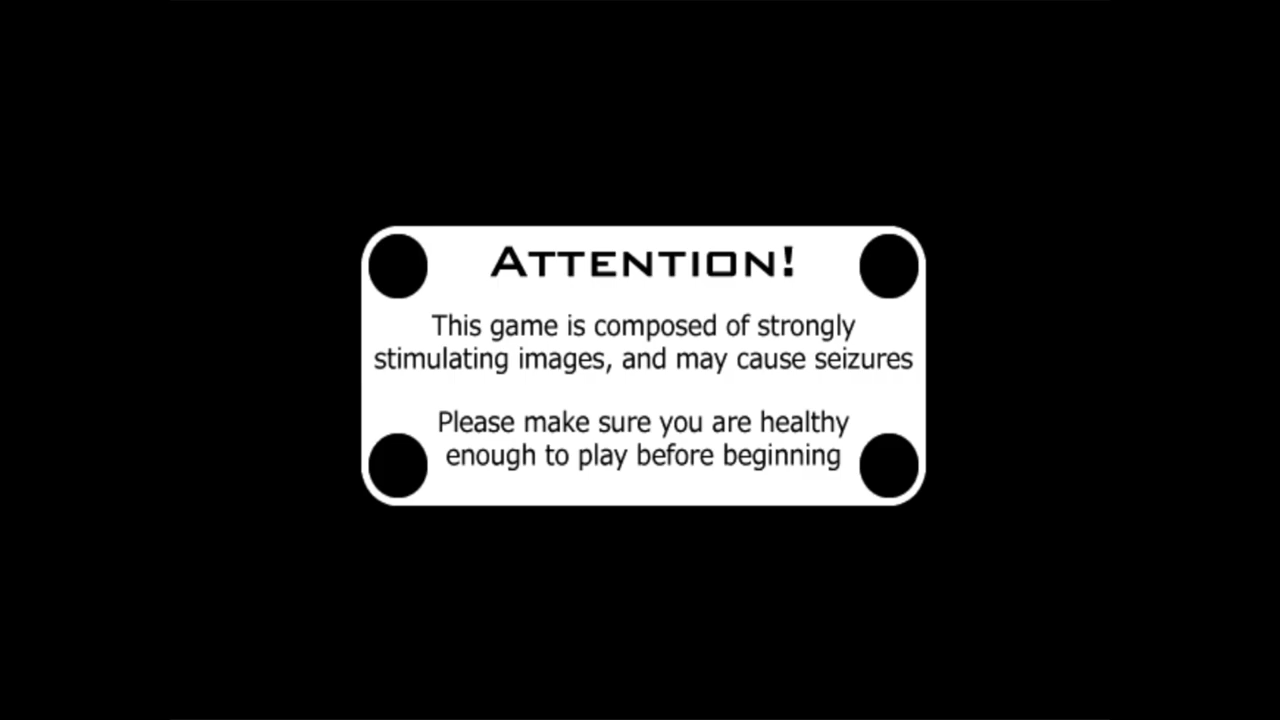 ATTENTION!
This game is composed of strongly
stimulating images, and may cause seizures
Please make sure you are healthy
enough to play before beginning